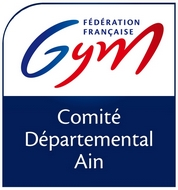 FÉDÉRATION
FRANÇAISE
Gym
Comité
Départemental
Ain